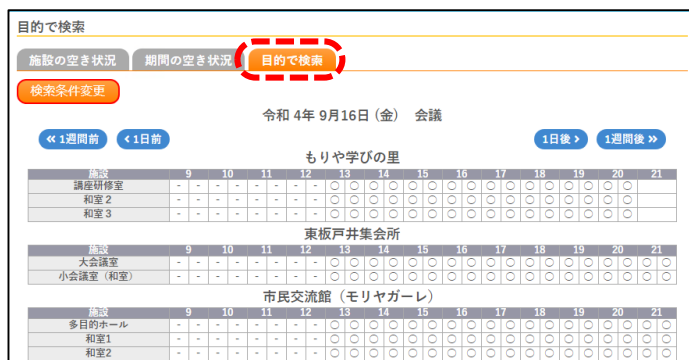 目的で検索
施設の空き状況 期間の空き状況 目的で検索
検索条件変更
令和 4年 9月16日 (金) 会議
≪ 1週間前 < 1日前 1日後 > 1週間後 ≫
もりや学びの里
施設 9 10 11 12 13 14 15 16 17 18 19 20 21
講座研修室 - - - - - - - - ○ ○ ○ ○ ○ ○ ○ ○ ○ ○ ○ ○ ○ ○ ○ ○
和室２ - - - - - - - - ○ ○ ○ ○ ○ ○ ○ ○ ○ ○ ○ ○ ○ ○ ○ ○
和室３ - - - - - - - - ○ ○ ○ ○ ○ ○ ○ ○ ○ ○ ○ ○ ○ ○ ○ ○
東板戸井集会所
施設 9 10 11 12 13 14 15 16 17 18 19 20 21
大会議室 - - - - - - - - ○ ○ ○ ○ ○ ○ ○ ○ ○ ○ ○ ○ ○ ○ ○ ○ ○ ○
小会議室（和室） - - - - - - - - ○ ○ ○ ○ ○ ○ ○ ○ ○ ○ ○ ○ ○ ○ ○ ○ ○ ○
市民交流館（モリヤガーレ）
施設 9 10 11 12 13 14 15 16 17 18 19 20 21
多目的ホール - - - - - - - - ○ ○ ○ ○ ○ ○ ○ ○ ○ ○ ○ ○ ○ ○ ○ ○ ○ ○
和室1 - - - - - - - - ○ ○ ○ ○ ○ ○ ○ ○ ○ ○ ○ ○ ○ ○ ○ ○ ○ ○
和室2 - - - - - - - - ○ ○ ○ ○ ○ ○ ○ ○ ○ ○ ○ ○ ○ ○ ○ ○ ○ ○